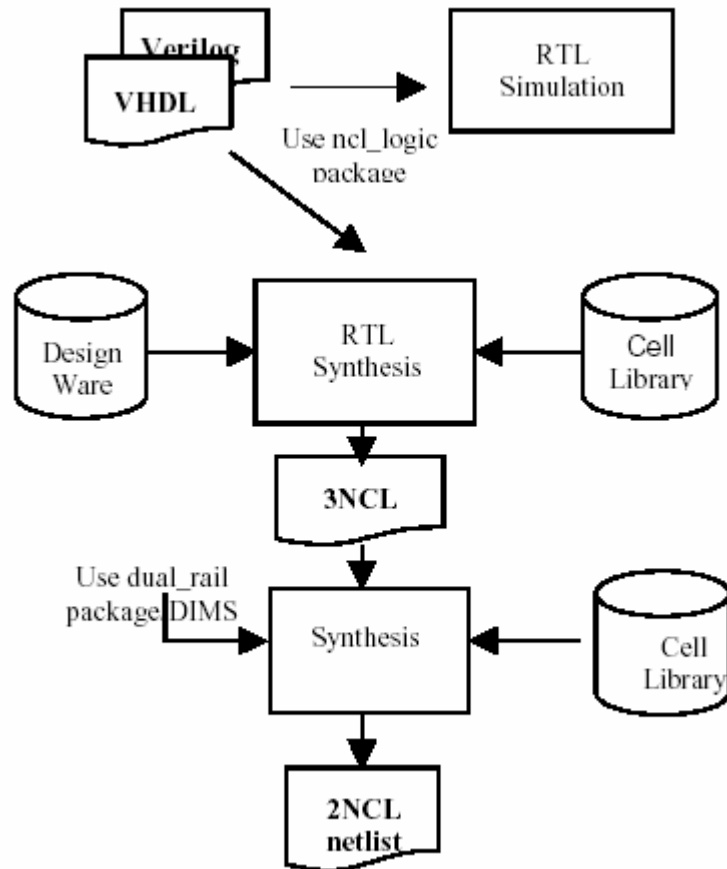 Verilog
VHDL
RTL
Simulation
Use ncl_logic
package
Design
Ware
RTL
Synthesis
Cell
Library
3NCL
Use dual_rail
package/DIMS
Synthesis
Cell
Library
2NCL
netlist